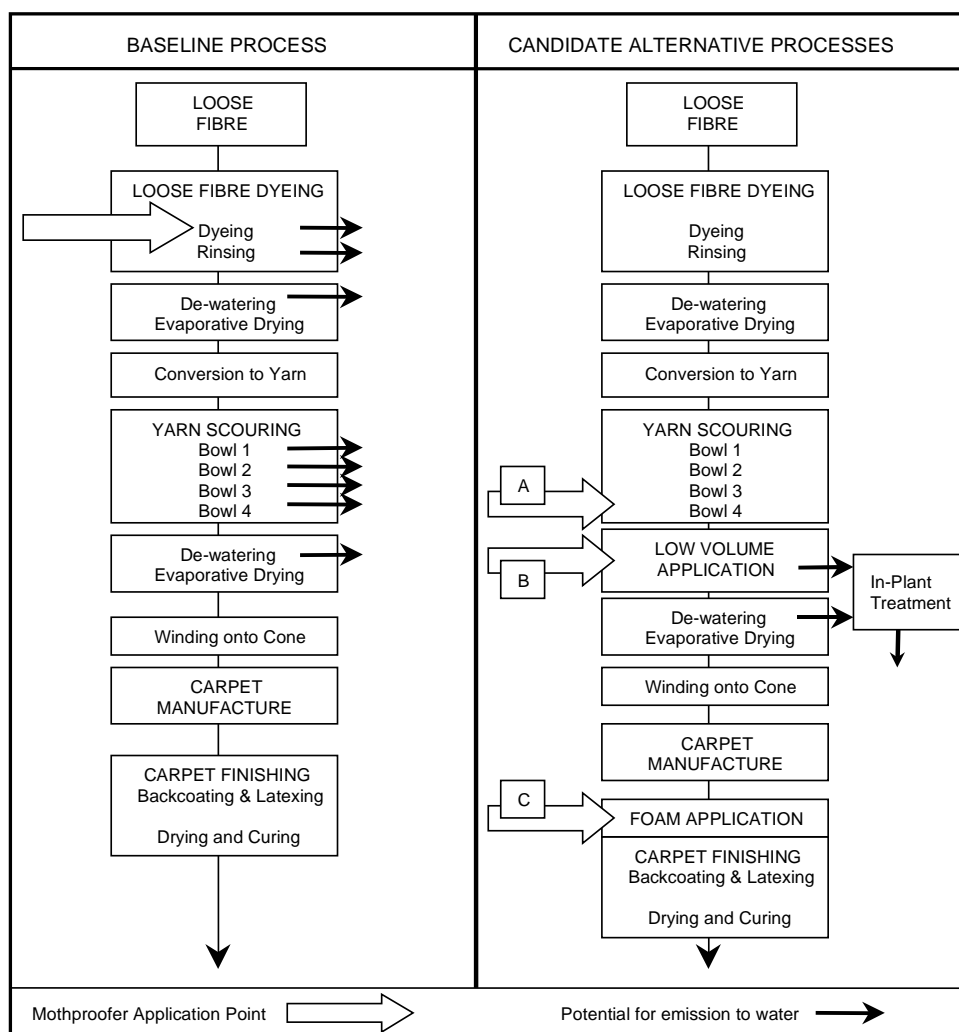 BASELINE PROCESS
LOOSE
FIBRE
LOOSE FIBRE DYEING
Dyeing
Rinsing
De-watering
Evaporative Drying
Conversion to Yarn
YARN SCOURING
Bowl 1
Bowl 2
Bowl 3
Bowl 4
De-watering
Evaporative Drying
Winding onto Cone
CARPET
MANUFACTURE
CARPET FINISHING
Backcoating & Latexing
Drying and Curing
CANDIDATE ALTERNATIVE PROCESSES
LOOSE
FIBRE
LOOSE FIBRE DYEING
Dyeing
Rinsing
De-watering
Evaporative Drying
Conversion to Yarn
YARN SCOURING
Bowl 1
Bowl 2
Bowl 3
Bowl 4
A
LOW VOLUME
APPLICATION
B
In-Plant
Treatment
De-watering
Evaporative Drying
Winding onto Cone
CARPET
MANUFACTURE
C
FOAM APPLICATION
CARPET FINISHING
Backcoating & Latexing
Drying and Curing
Mothproofer Application Point
Potential for emission to water